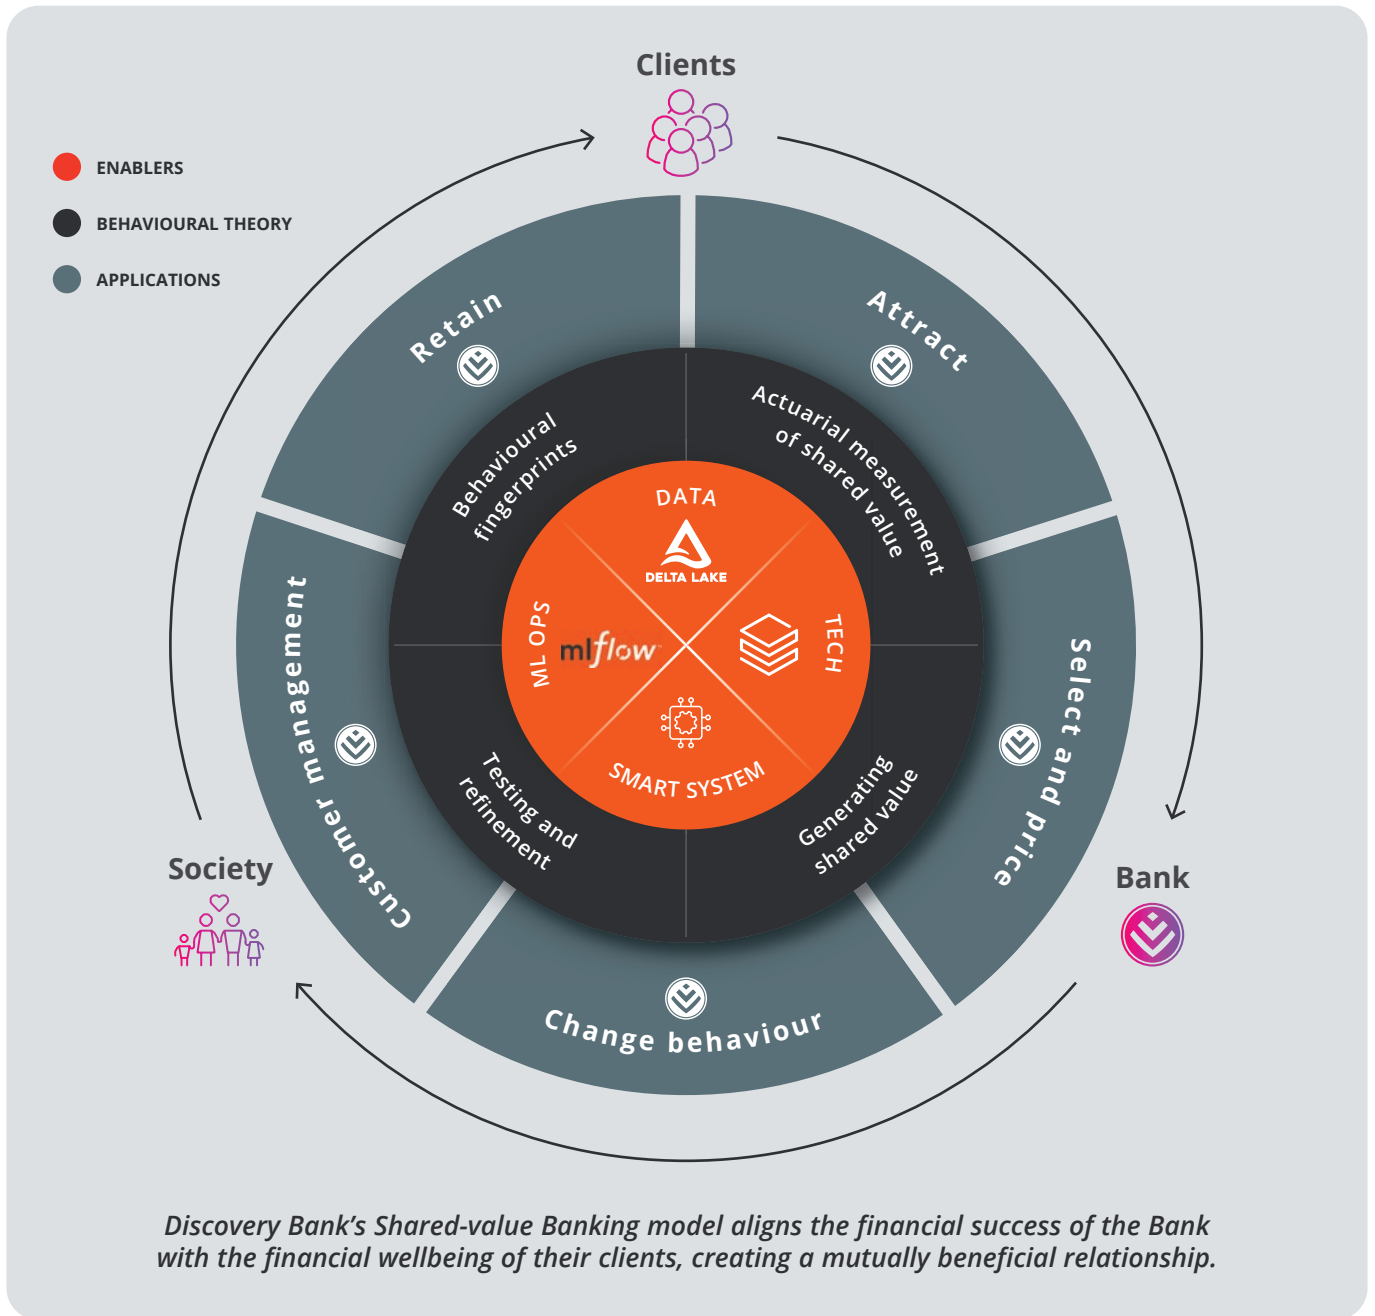 Clients
ENABLERS
BEHAVIOURAL THEORY
APPLICATIONS
Retain
Attract
Behavioural
fingerprints
Actuarial measurement
of shared value
DATA
DELTA LAKE
ML OPS
mlflow
TECH
SMART SYSTEM
Customer management
Select and price
Testing and
refinement
Generating
shared value
Society
Bank
Change behaviour
Discovery Bank’s Shared-value Banking model aligns the financial success of the Bank
with the financial wellbeing of their clients, creating a mutually beneficial relationship.